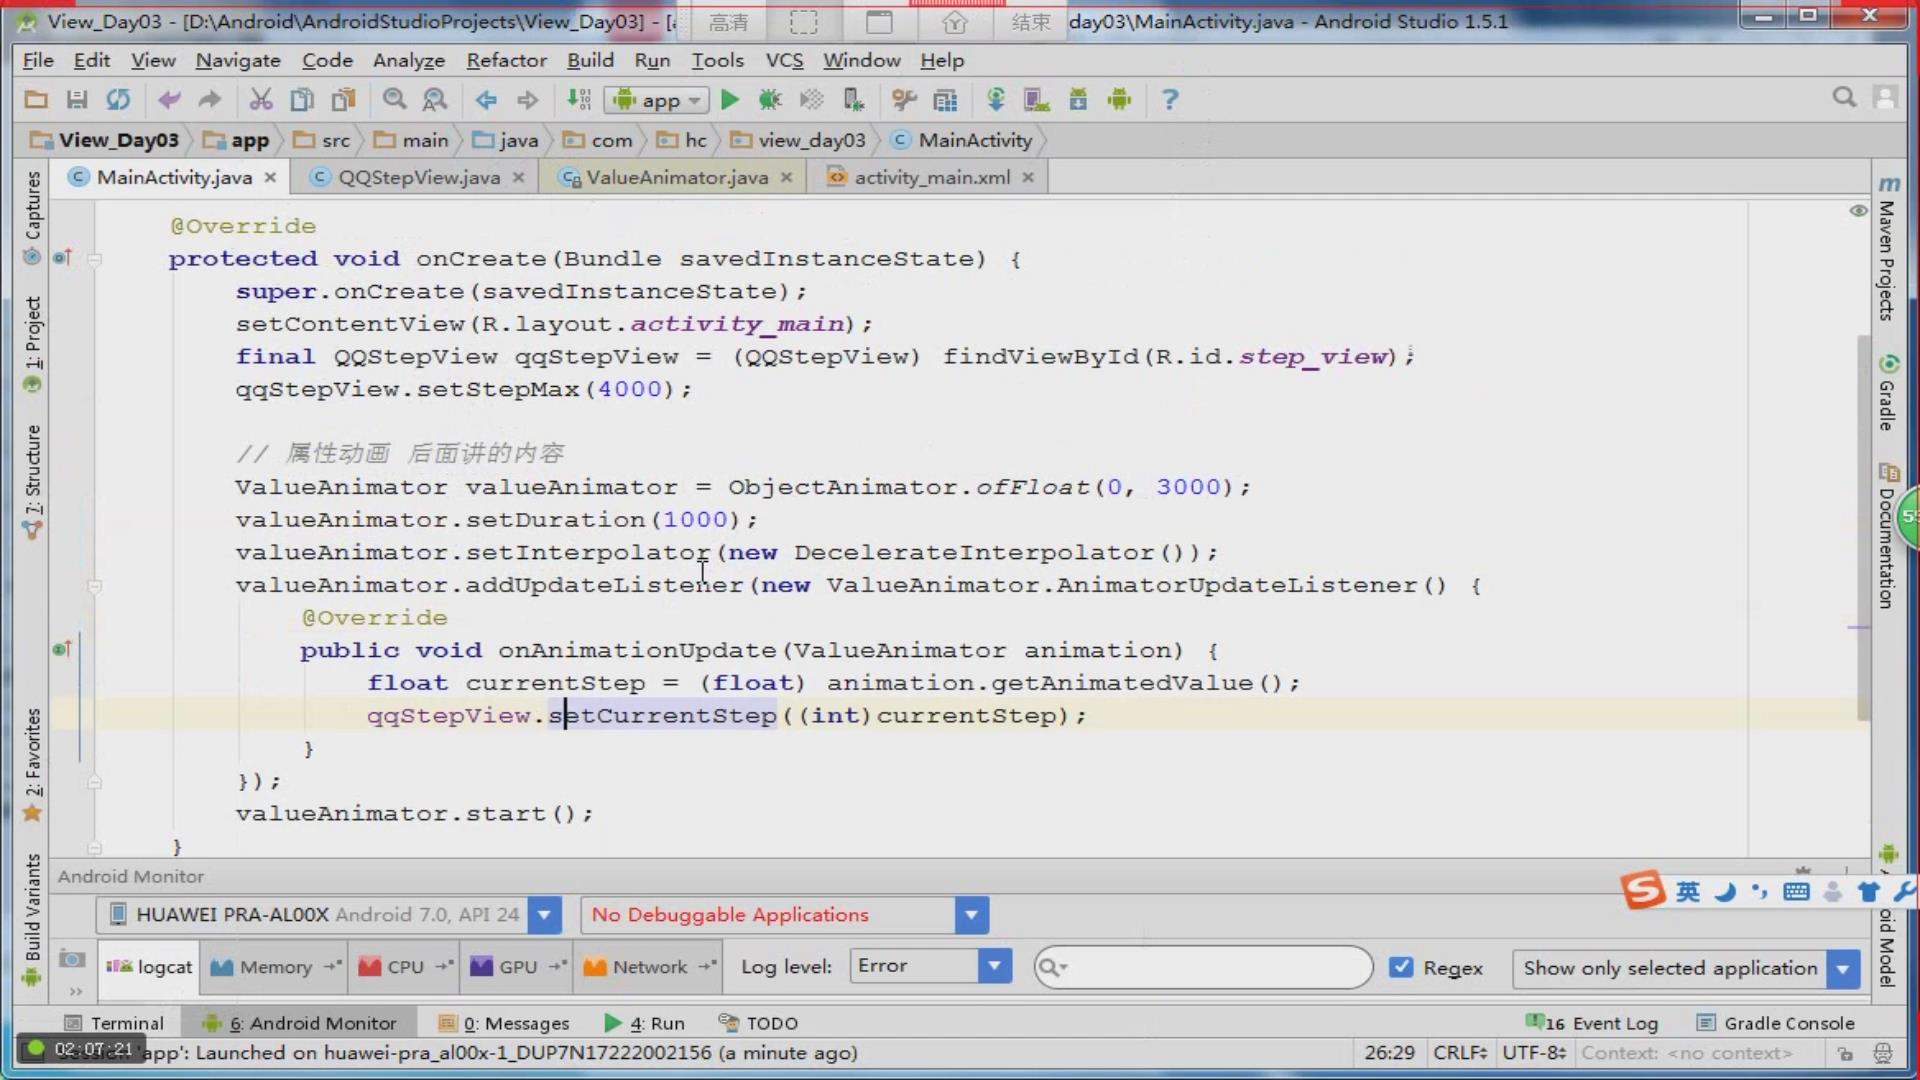 View_Day03 - [D:\Android\AndroidStudioProjects\View_Day03] - [a
高清
结束
day03\MainActivity.java - Android Studio 1.5.1
File Edit View Navigate Code Analyze Refactor Build Run Tools VCS Window Help
app
View_Day03 app src main java com hc view_day03 MainActivity
MainActivity.java QQStepView.java ValueAnimator.java activity_main.xml
@Override
protected void onCreate(Bundle savedInstanceState) {
super.onCreate(savedInstanceState);
setContentView(R.layout.activity_main);
final QQStepView qqStepView = (QQStepView) findViewById(R.id.step_view);
qqStepView.setStepMax(4000);
// 属性动画 后面讲的内容
ValueAnimator valueAnimator = ObjectAnimator.ofFloat(0, 3000);
valueAnimator.setDuration(1000);
valueAnimator.setInterpolator(new DecelerateInterpolator());
valueAnimator.addUpdateListener(new ValueAnimator.AnimatorUpdateListener() {
@Override
public void onAnimationUpdate(ValueAnimator animation) {
float currentStep = (float) animation.getAnimatedValue();
qqStepView.setCurrentStep((int)currentStep);
}
});
valueAnimator.start();
}
Captures
1: Project
7: Structure
2: Favorites
Build Variants
Maven Projects
Gradle
Documentation
55
oid Model
Android Monitor
英
HUAWEI PRA-AL00X Android 7.0, API 24
No Debuggable Applications
logcat Memory CPU GPU Network Log level: Error Regex Show only selected application
Terminal 6: Android Monitor 0: Messages 4: Run TODO 16 Event Log Gradle Console
02:07:21
'app': Launched on huawei-pra_al00x-1_DUP7N17222002156 (a minute ago)
26:29 CRLF UTF-8 Context: <no context>